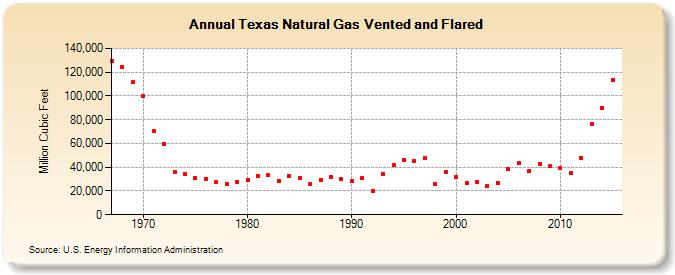 Annual Texas Natural Gas Vented and Flared
Million Cubic Feet
140,000
120,000
100,000
80,000
60,000
40,000
20,000
0
1970 1980 1990 2000 2010
Source: U.S. Energy Information Administration